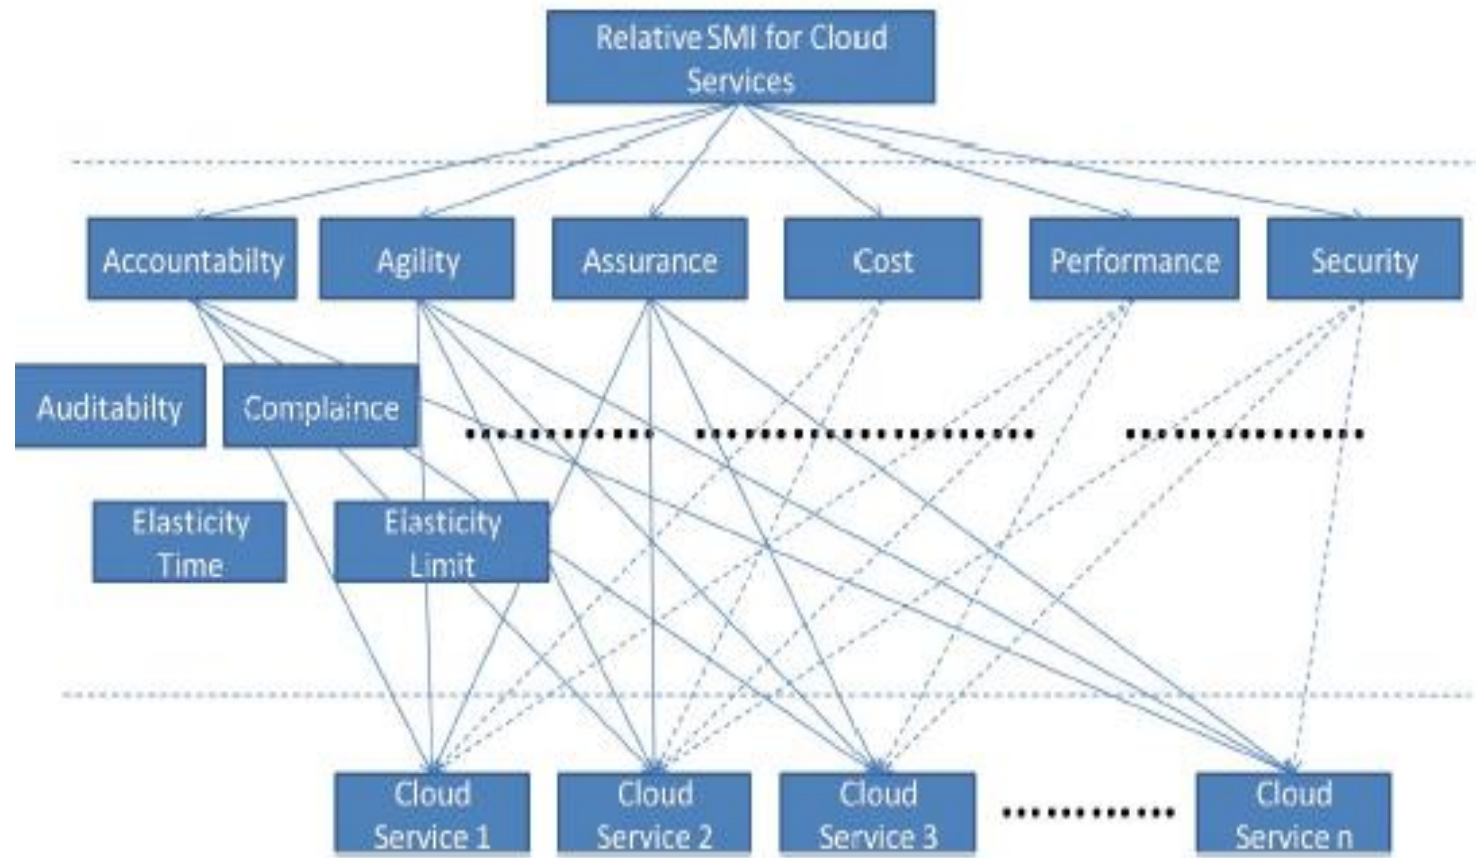 Relative SMI for Cloud
Services
Accountabilty
Agility
Assurance
Cost
Performance
Security
Auditabilty
Complaince
Elasticity
Time
Elasticity
Limit
Cloud
Service 1
Cloud
Service 2
Cloud
Service 3
Cloud
Service n